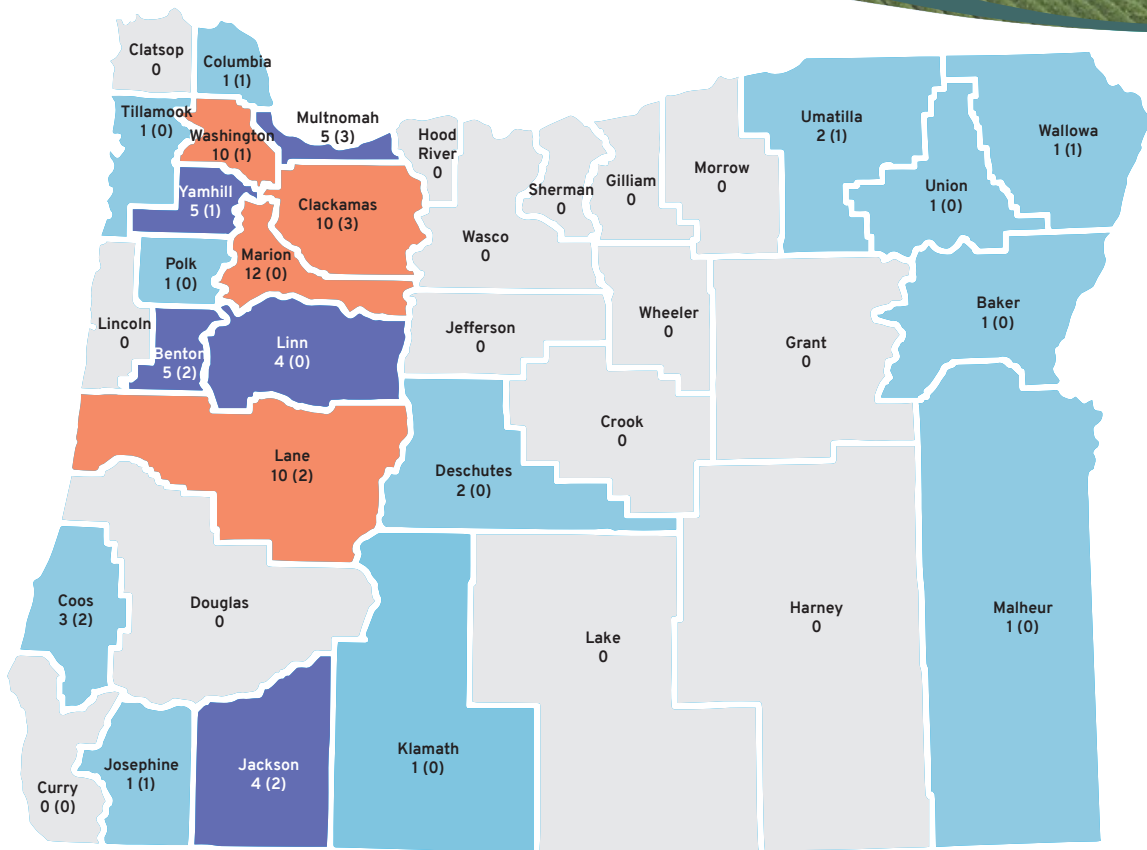 Clatsop
0
Columbia
1 (1)
Tillamook
1 (0)
Washington
10 (1)
Multnomah
5 (3)
Hood
River
0
Sherman
0
Gilliam
0
Morrow
0
Umatilla
2 (1)
Wallowa
1 (1)
Union
1 (0)
Yamhill
5 (1)
Clackamas
10 (3)
Wasco
0
Polk
1 (0)
Marion
12 (0)
Baker
1 (0)
Lincoln
0
Benton
5 (2)
Linn
4 (0)
Jefferson
0
Wheeler
0
Grant
0
Crook
0
Lane
10 (2)
Deschutes
2 (0)
Coos
3 (2)
Douglas
0
Lake
0
Harney
0
Malheur
1 (0)
Curry
0 (0)
Josephine
1 (1)
Jackson
4 (2)
Klamath
1 (0)